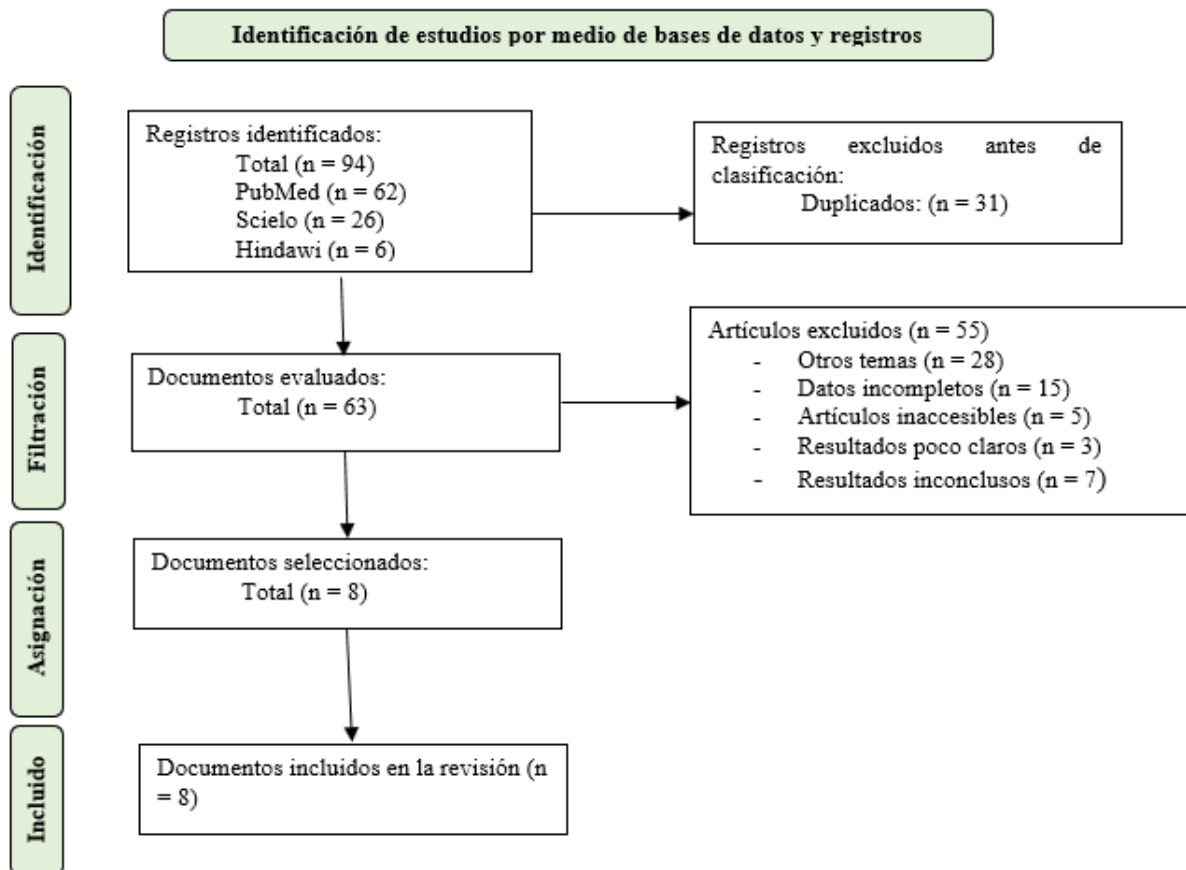 Identificación de estudios por medio de bases de datos y registros
Identificación
Registros identificados:
Total (n = 94)
PubMed (n = 62)
Scielo (n = 26)
Hindawi (n = 6)
Registros excluidos antes de
clasificación:
Duplicados: (n = 31)
Filtración
Documentos evaluados:
Total (n = 63)
Artículos excluidos (n = 55)
- Otros temas (n = 28)
- Datos incompletos (n = 15)
- Artículos inaccesibles (n = 5)
- Resultados poco claros (n = 3)
- Resultados inconclusos (n = 7)
Asignación
Documentos seleccionados:
Total (n = 8)
Incluido
Documentos incluidos en la revisión (n
= 8)